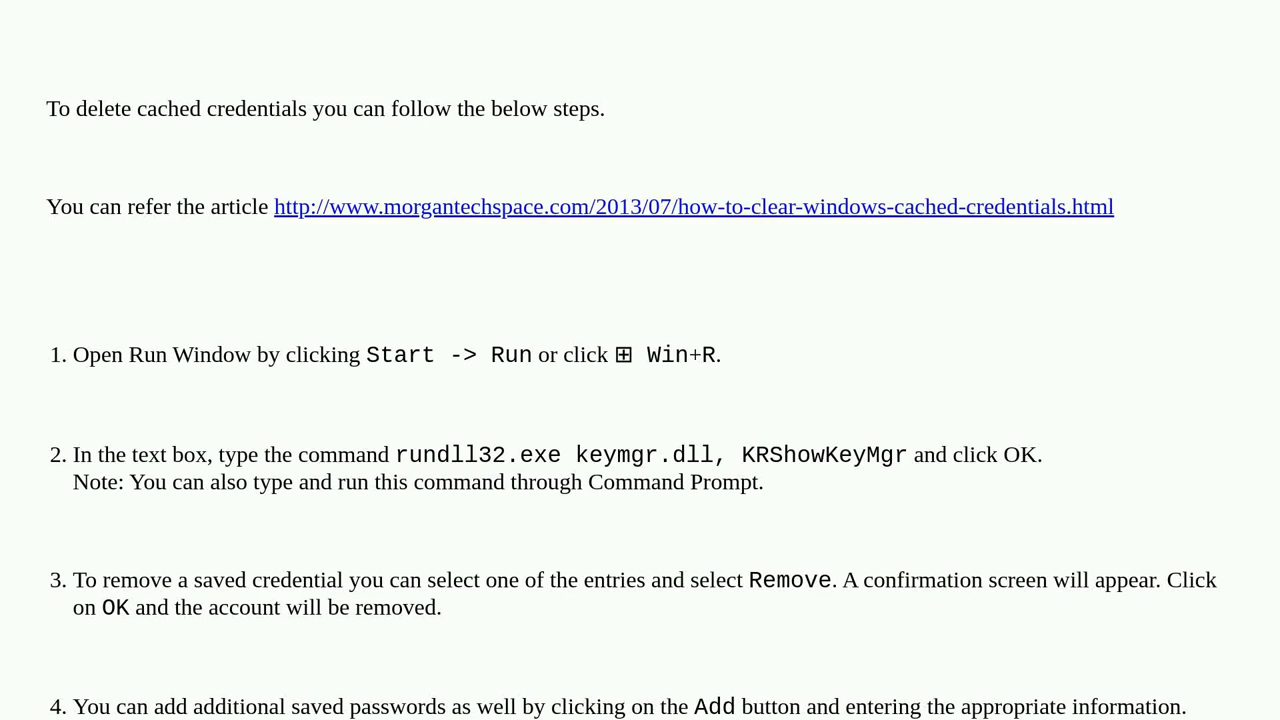 To delete cached credentials you can follow the below steps.
You can refer the article http://www.morgantechspace.com/2013/07/how-to-clear-windows-cached-credentials.html
1. Open Run Window by clicking Start -> Run or click ⊞ Win+R.
2. In the text box, type the command rundll32.exe keymgr.dll, KRShowKeyMgr and click OK.
Note: You can also type and run this command through Command Prompt.
3. To remove a saved credential you can select one of the entries and select Remove. A confirmation screen will appear. Click
on OK and the account will be removed.
4. You can add additional saved passwords as well by clicking on the Add button and entering the appropriate information.